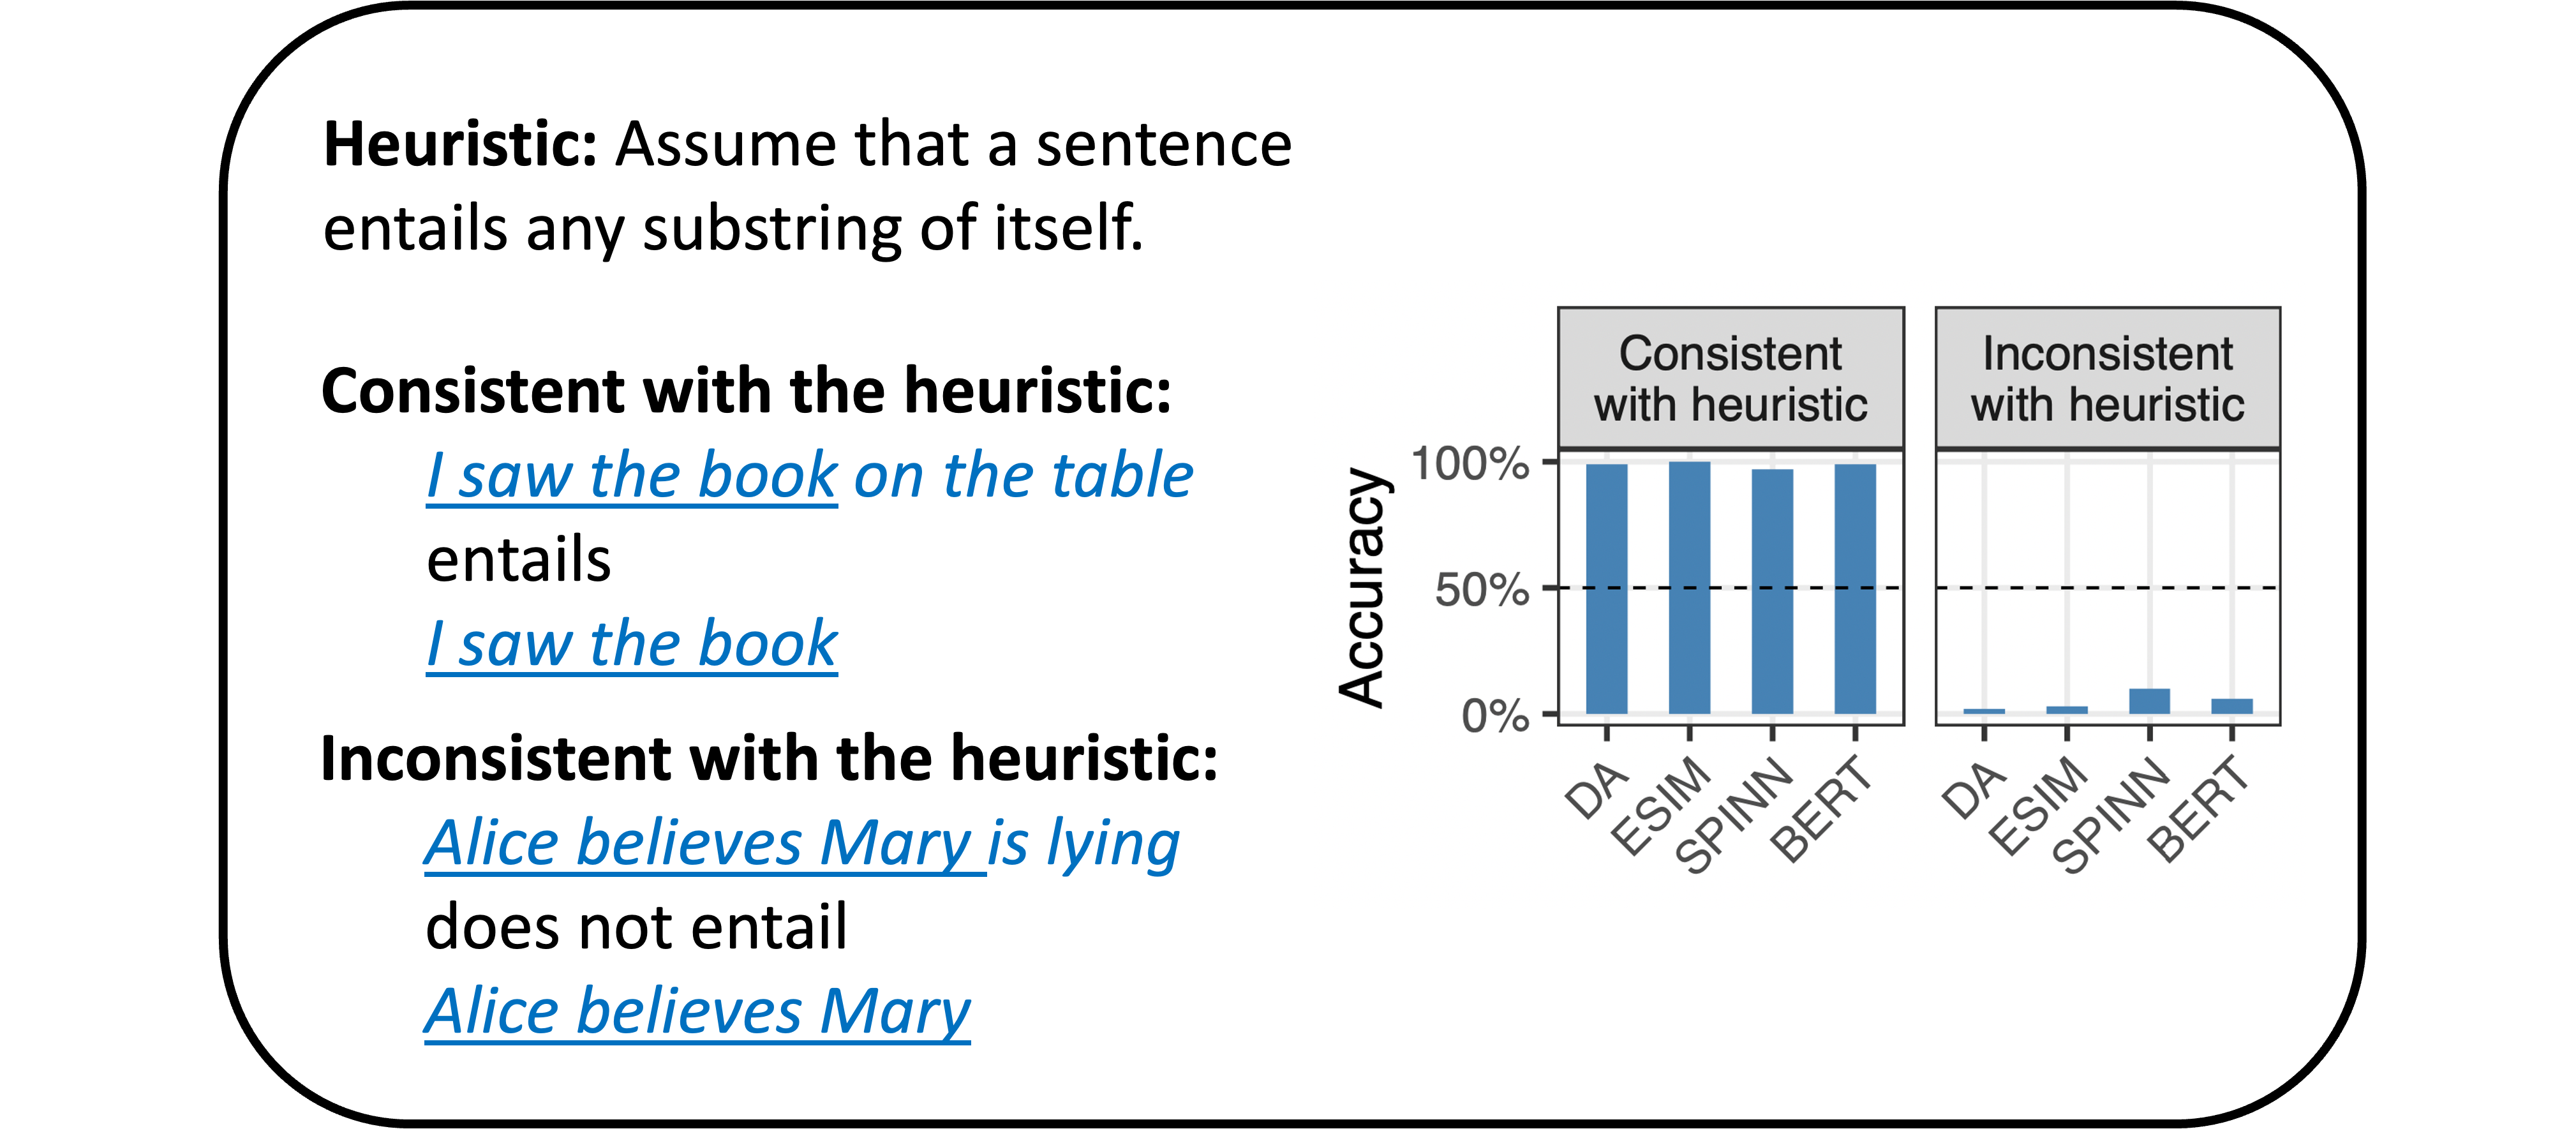 Heuristic: Assume that a sentence
entails any substring of itself.
Consistent with the heuristic:
I saw the book on the table
entails
I saw the book
Inconsistent with the heuristic:
Alice believes Mary is lying
does not entail
Alice believes Mary
Consistent
with heuristic
Inconsistent
with heuristic
Accuracy
100%
50%
0%
DA
ESIM
SPINN
BERT
DA
ESIM
SPINN
BERT